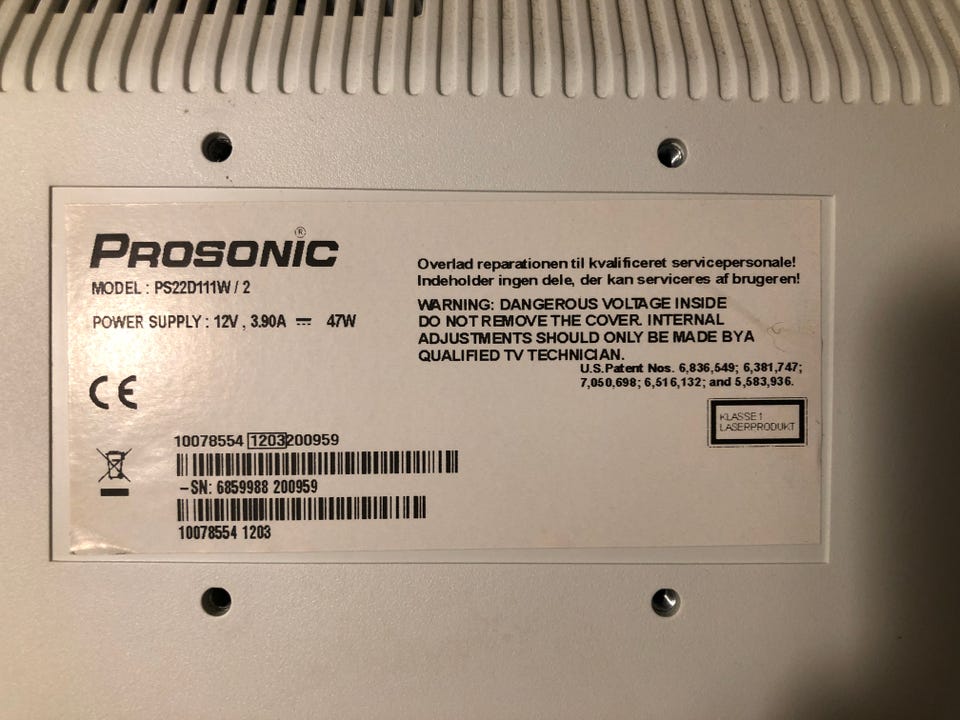 PROSONIC®
MODEL : PS22D111W / 2
POWER SUPPLY : 12V , 3.90A ⎓ 47W
Overlad reparationen til kvalificeret servicepersonale!
Indeholder ingen dele, der kan serviceres af brugeren!
WARNING: DANGEROUS VOLTAGE INSIDE
DO NOT REMOVE THE COVER. INTERNAL
ADJUSTMENTS SHOULD ONLY BE MADE BYA
QUALIFIED TV TECHNICIAN.
U.S.Patent Nos. 6,836,549; 6,381,747;
7,050,698; 6,516,132; and 5,583,936.
CE
KLASSE 1
LASERPRODUKT
10078554 1203200959
–SN: 6859988 200959
10078554 1203